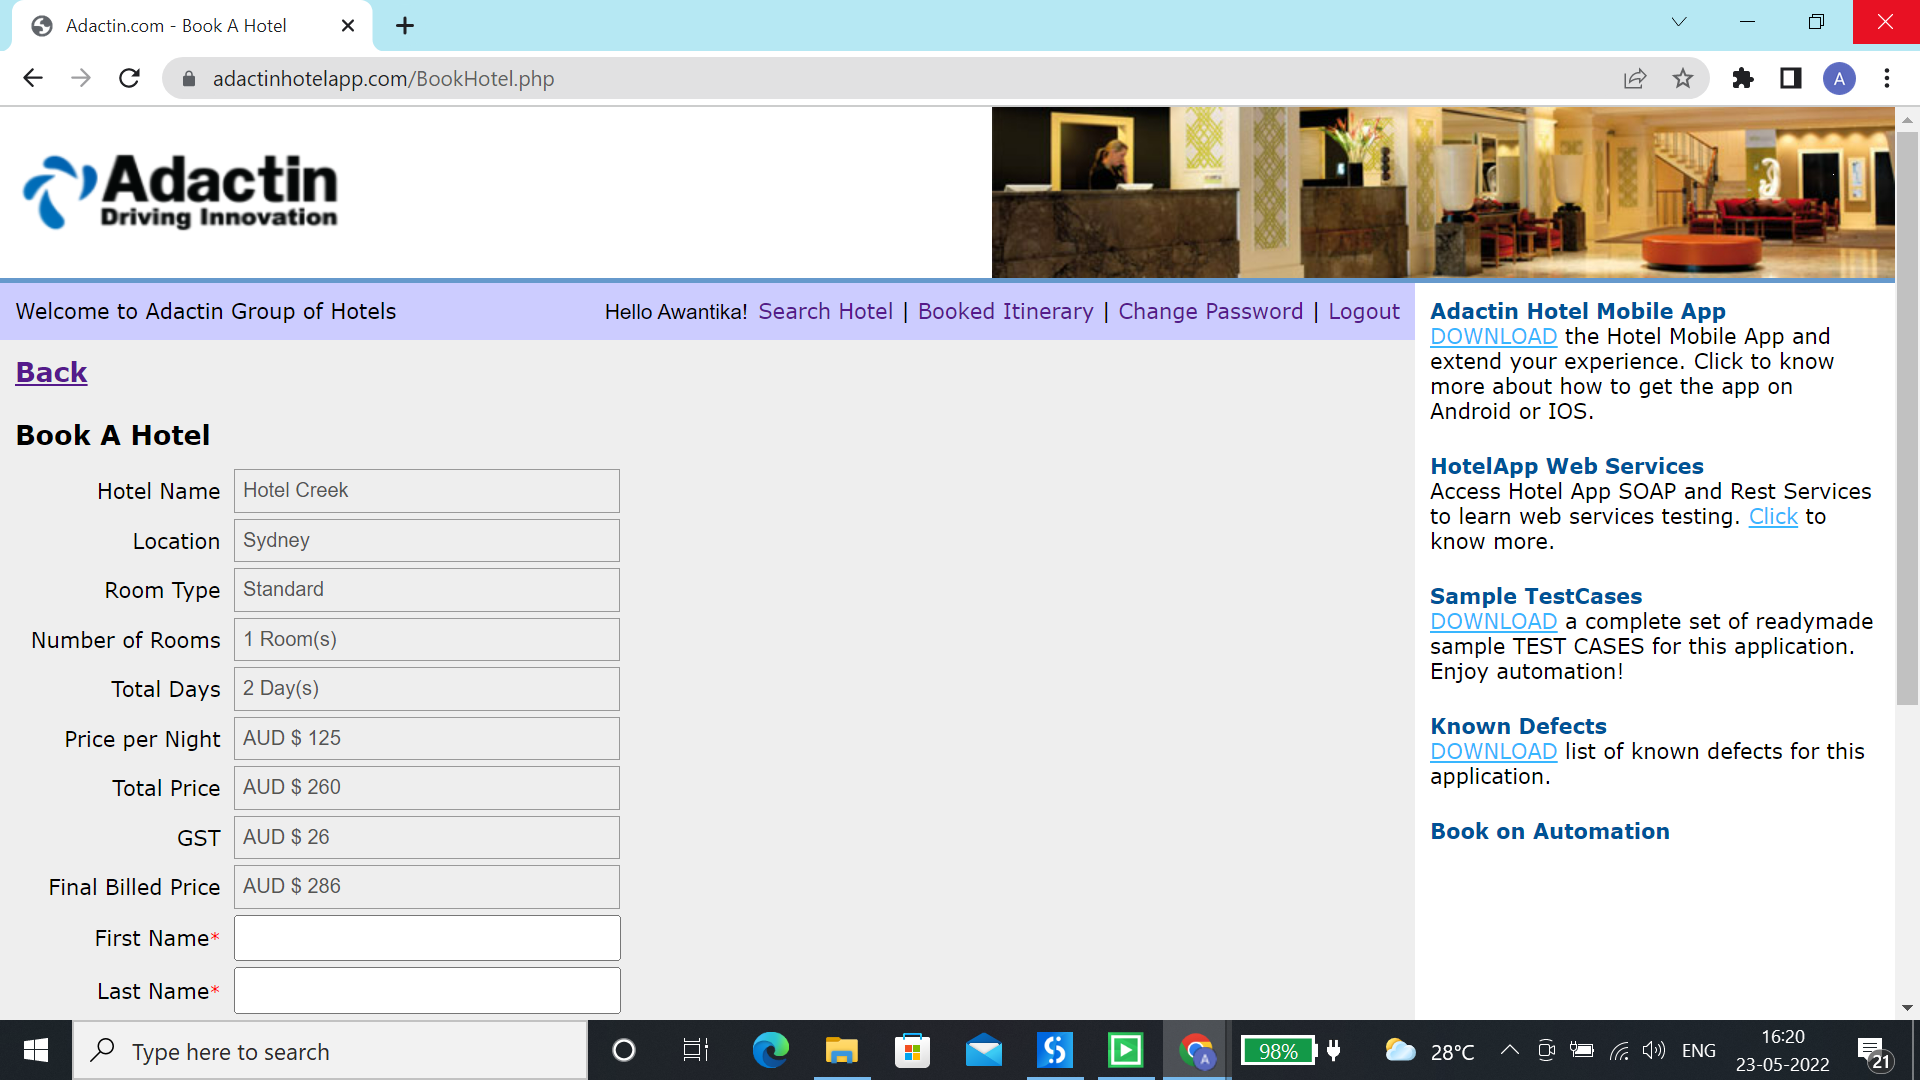 Adactin.com - Book A Hotel
adactinhotelapp.com/BookHotel.php
A
Adactin
Driving Innovation
Welcome to Adactin Group of Hotels
Hello Awantika! Search Hotel | Booked Itinerary | Change Password | Logout
Back
Book A Hotel
Hotel Name Hotel Creek
Location Sydney
Room Type Standard
Number of Rooms 1 Room(s)
Total Days 2 Day(s)
Price per Night AUD $ 125
Total Price AUD $ 260
GST AUD $ 26
Final Billed Price AUD $ 286
First Name*
Last Name*
Adactin Hotel Mobile App
DOWNLOAD the Hotel Mobile App and
extend your experience. Click to know
more about how to get the app on
Android or IOS.
HotelApp Web Services
Access Hotel App SOAP and Rest Services
to learn web services testing. Click to
know more.
Sample TestCases
DOWNLOAD a complete set of readymade
sample TEST CASES for this application.
Enjoy automation!
Known Defects
DOWNLOAD list of known defects for this
application.
Book on Automation
Type here to search
A
98%
28°C
ENG
16:20
23-05-2022
21